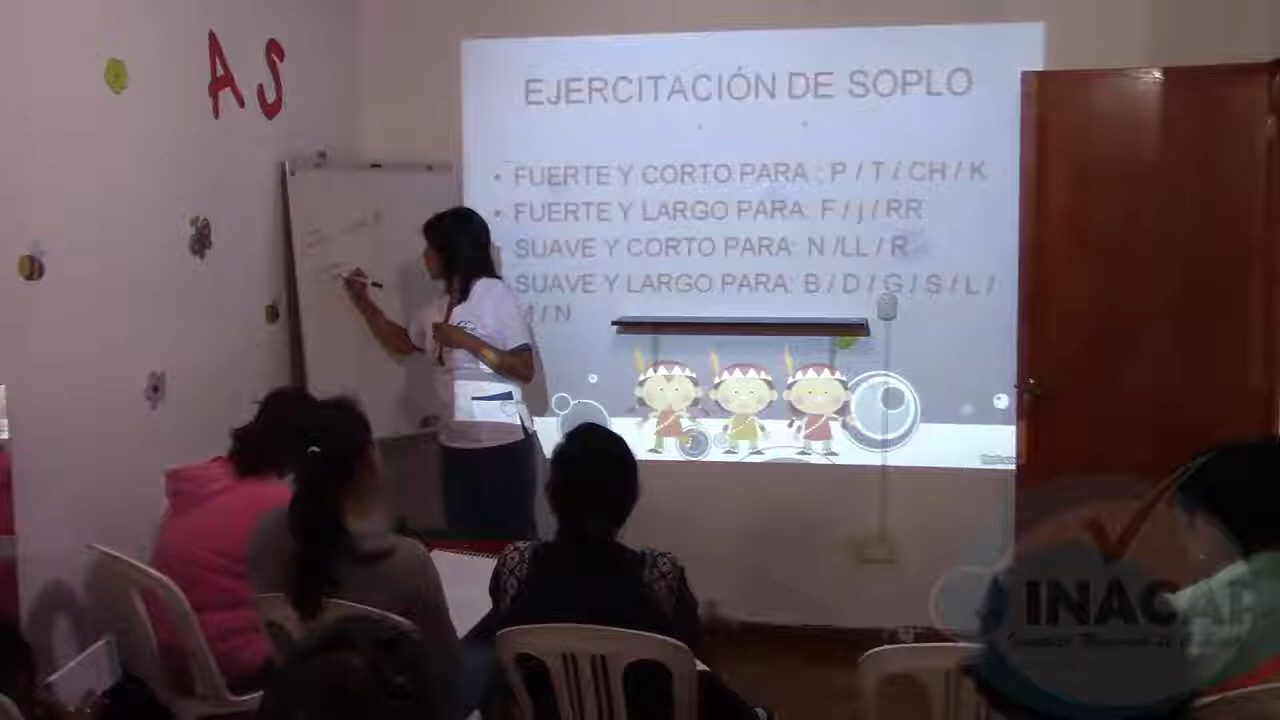 A S
EJERCITACIÓN DE SOPLO
• FUERTE Y CORTO PARA : P / T / CH / K
• FUERTE Y LARGO PARA: F / j / RR
SUAVE Y CORTO PARA: N /LL / R
SUAVE Y LARGO PARA: B / D / G / S / L /
/ N
INACAP